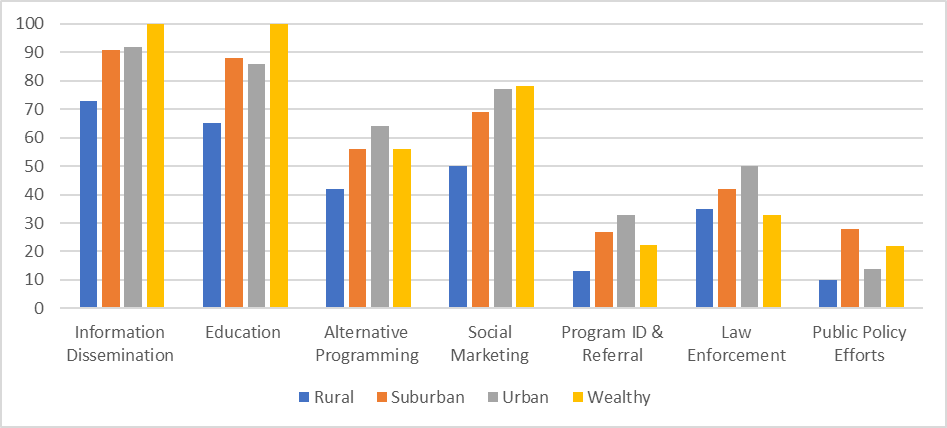 100
90
80
70
60
50
40
30
20
10
0
Information
Dissemination
Education
Alternative
Programming
Social
Marketing
Program ID &
Referral
Law
Enforcement
Public Policy
Efforts
Rural Suburban Urban Wealthy